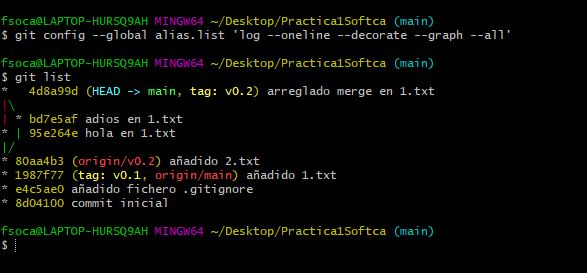 fsoca@LAPTOP-HURSQ9AH MINGW64 ~/Desktop/Practica1Softca (main)
$ git config --global alias.list 'log --oneline --decorate --graph --all'

fsoca@LAPTOP-HURSQ9AH MINGW64 ~/Desktop/Practica1Softca (main)
$ git list
*   4d8a99d (HEAD -> main, tag: v0.2) arreglado merge en 1.txt
|\
| * bd7e5af adios en 1.txt
* | 95e264e hola en 1.txt
|/
* 80aa4b3 (origin/v0.2) añadido 2.txt
* 1987f77 (tag: v0.1, origin/main) añadido 1.txt
* e4c5ae0 añadido fichero .gitignore
* 8d04100 commit inicial

fsoca@LAPTOP-HURSQ9AH MINGW64 ~/Desktop/Practica1Softca (main)
$